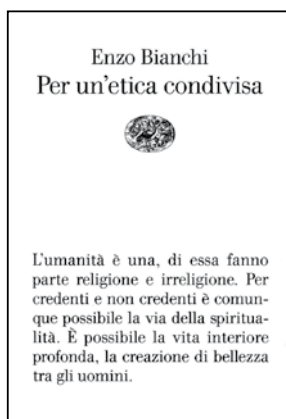 Enzo Bianchi
Per un'etica condivisa
L'umanità è una, di essa fanno
parte religione e irreligione. Per
credenti e non credenti è comun-
que possibile la via della spiritua-
lità. È possibile la vita interiore
profonda, la creazione di bellezza
tra gli uomini.